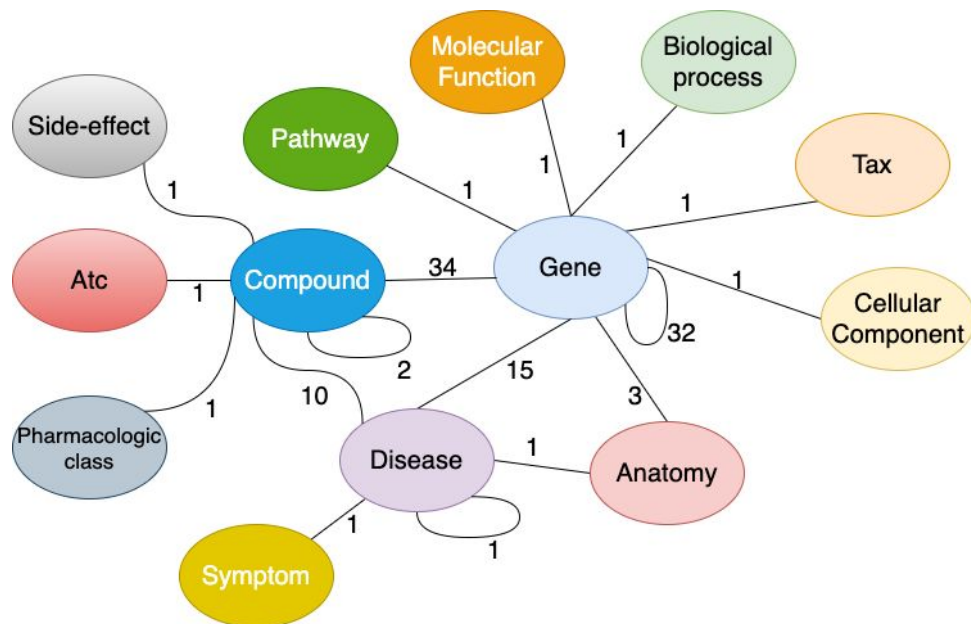 Molecular
Function
Biological
process
Side-effect
Pathway
1
1
Tax
1
1
1
Atc
1
Compound
34
Gene
1
Cellular
Component
32
2
15
10
3
1
Pharmacologic
class
Disease
1
Anatomy
1
1
Symptom